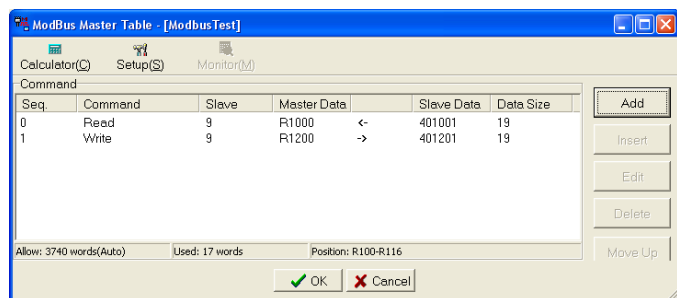 ModBus Master Table - [ModbusTest]
Calculator(C) Setup(S) Monitor(M)
Command
Seq. Command Slave Master Data Slave Data Data Size
0 Read 9 R1000 <- 401001 19
1 Write 9 R1200 -> 401201 19
Add
Insert
Edit
Delete
Move Up
Allow: 3740 words(Auto) Used: 17 words Position: R100-R116
OK Cancel